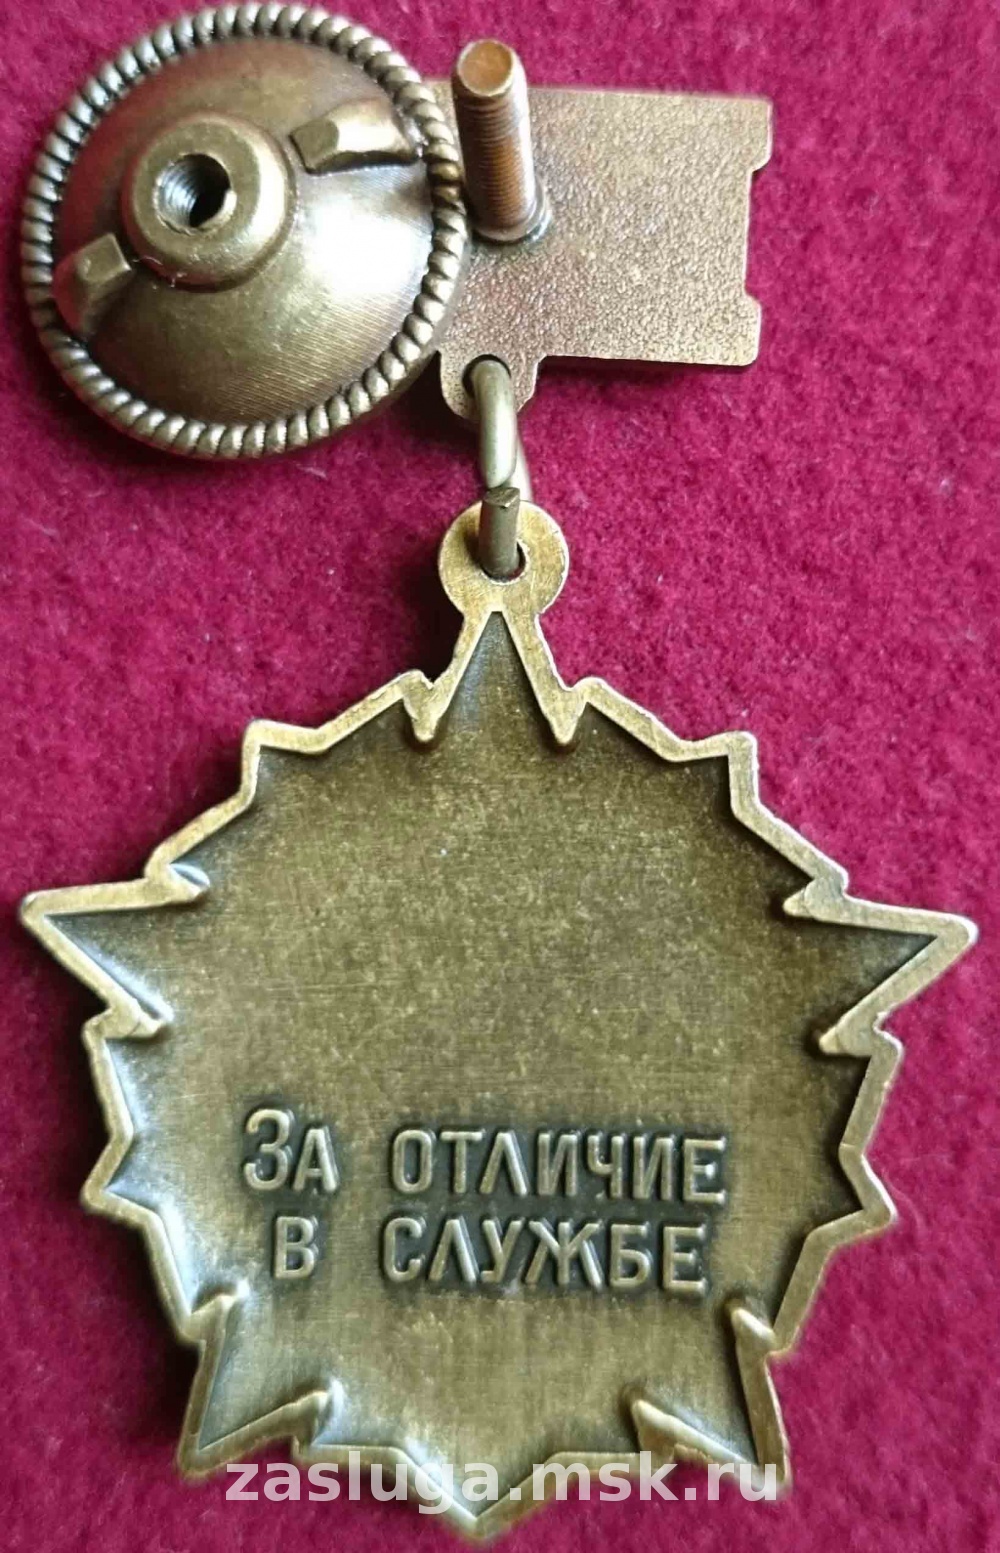 За отличие
в службе
zasluga.msk.ru